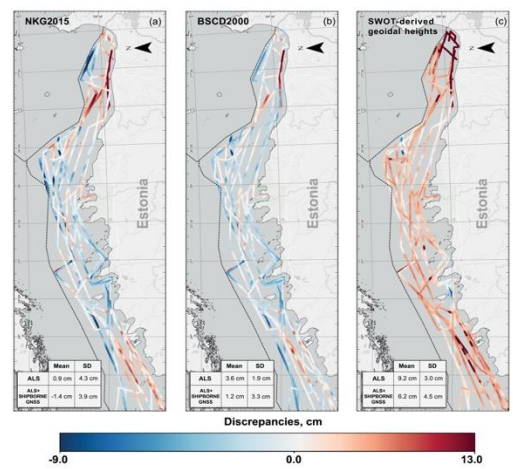 NKG2015
(a)
N
Estonia
Mean SD
ALS 0.9 cm 4.3 cm
ALS+
SHIPBORNE
GNSS
-1.4 cm 3.9 cm
BSCD2000
(b)
N
Estonia
Mean SD
ALS 3.6 cm 1.9 cm
ALS+
SHIPBORNE
GNSS
1.2 cm 3.3 cm
SWOT-derived
geoidal heights
(c)
N
Estonia
Mean SD
ALS 9.2 cm 3.0 cm
ALS+
SHIPBORNE
GNSS
6.2 cm 4.5 cm
Discrepancies, cm
-9.0 0.0 13.0